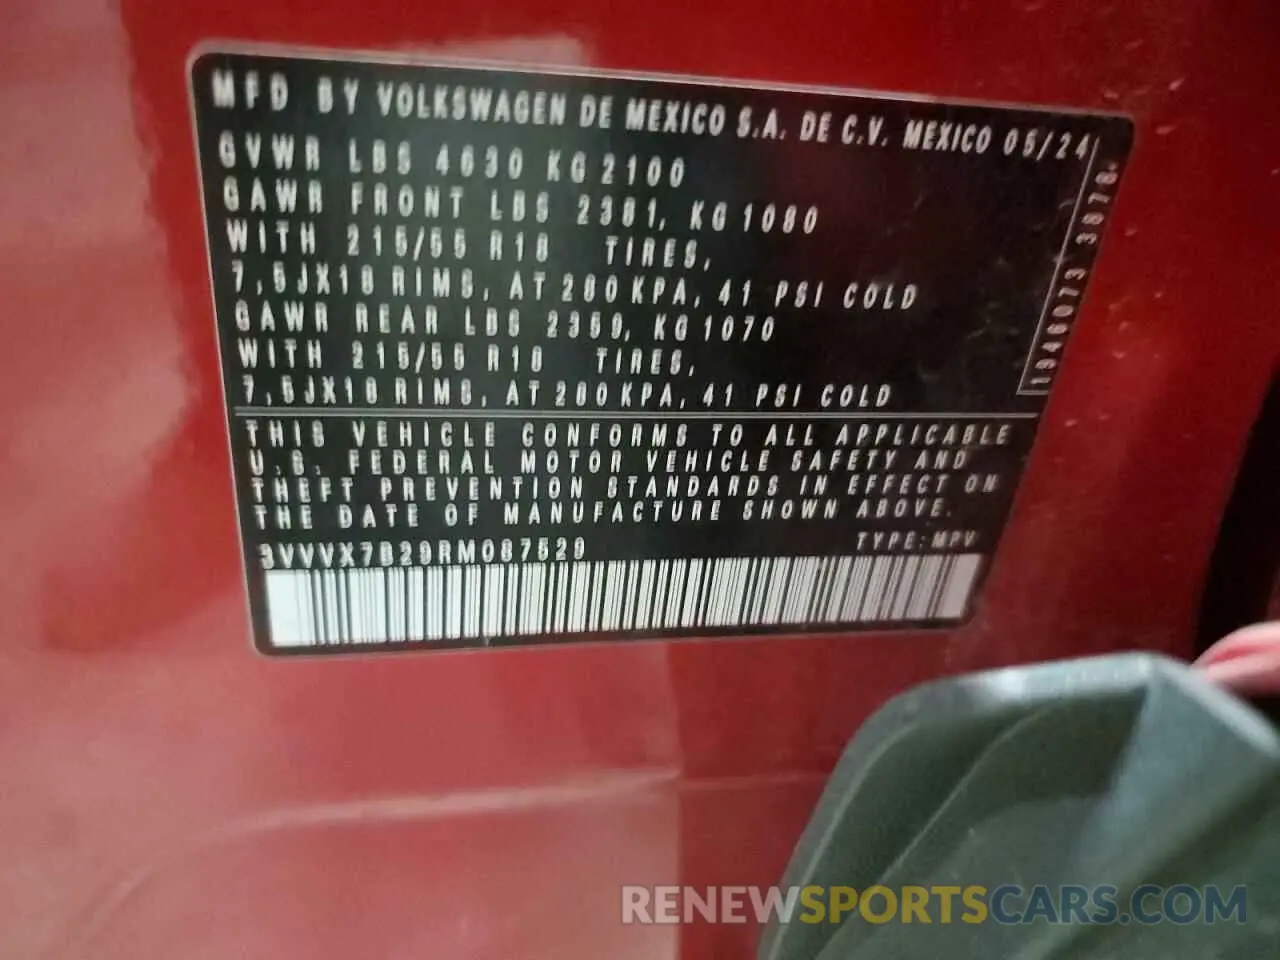 MFD BY VOLKSWAGEN DE MEXICO S.A. DE C.V. MEXICO 05/24
GVWR LBS 4630 KG 2100
GAWR FRONT LBS 2381, KG 1080
WITH 215/55 R18 TIRES,
7,5JX18 RIMS, AT 280 KPA, 41 PSI COLD
GAWR REAR LBS 2359, KG 1070
WITH 215/55 R18 TIRES,
7,5JX18 RIMS, AT 280 KPA, 41 PSI COLD
THIS VEHICLE CONFORMS TO ALL APPLICABLE
U.S. FEDERAL MOTOR VEHICLE SAFETY AND
THEFT PREVENTION STANDARDS IN EFFECT ON
THE DATE OF MANUFACTURE SHOWN ABOVE.
3VVVX7B29RM087529 TYPE: MPV
RENEWSPORTSCARS.COM